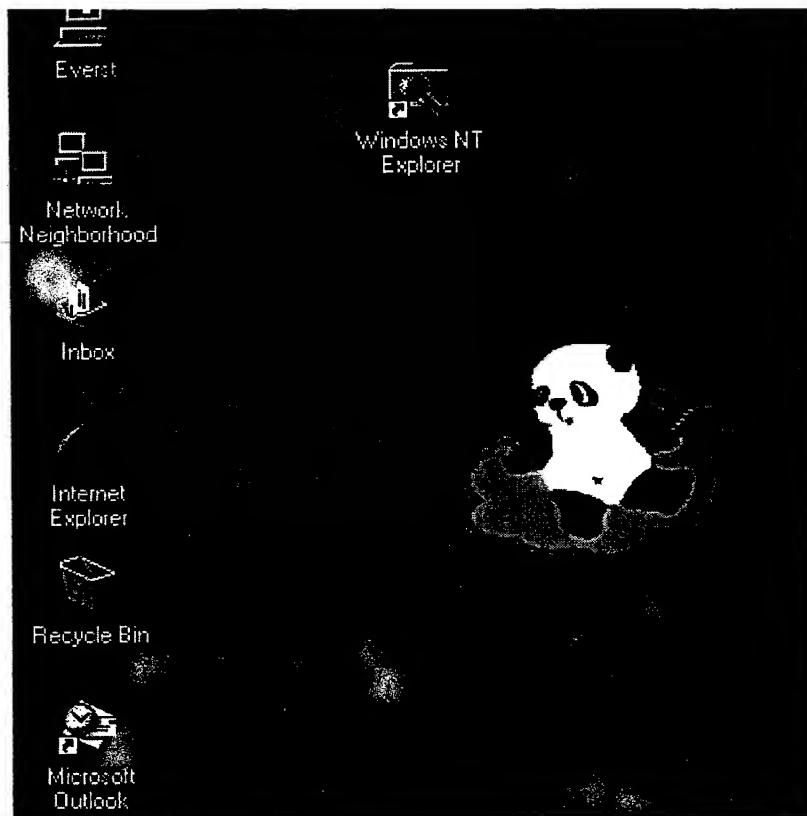 Everst
Windows NT
Explorer
Network
Neighborhood
Inbox
Internet
Explorer
Recycle Bin
Microsoft
Outlook